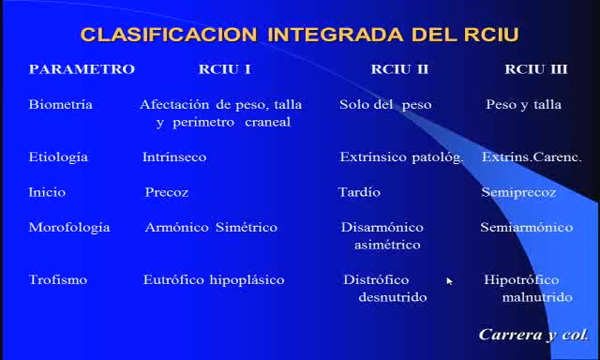 CLASIFICACION INTEGRADA DEL RCIU
PARAMETRO RCIU I RCIU II RCIU III
Biometría Afectación de peso, talla Solo del peso Peso y talla
y perímetro craneal
Etiología Intrínseco Extrínsico patológ. Extríns.Carenc.
Inicio Precoz Tardío Semiprecoz
Morofología Armónico Simétrico Disarmónico Semiarmónico
asimétrico
Trofismo Eutrófico hipoplásico Distrófico Hipotrófico
desnutrido malnutrido
Carrera y col.